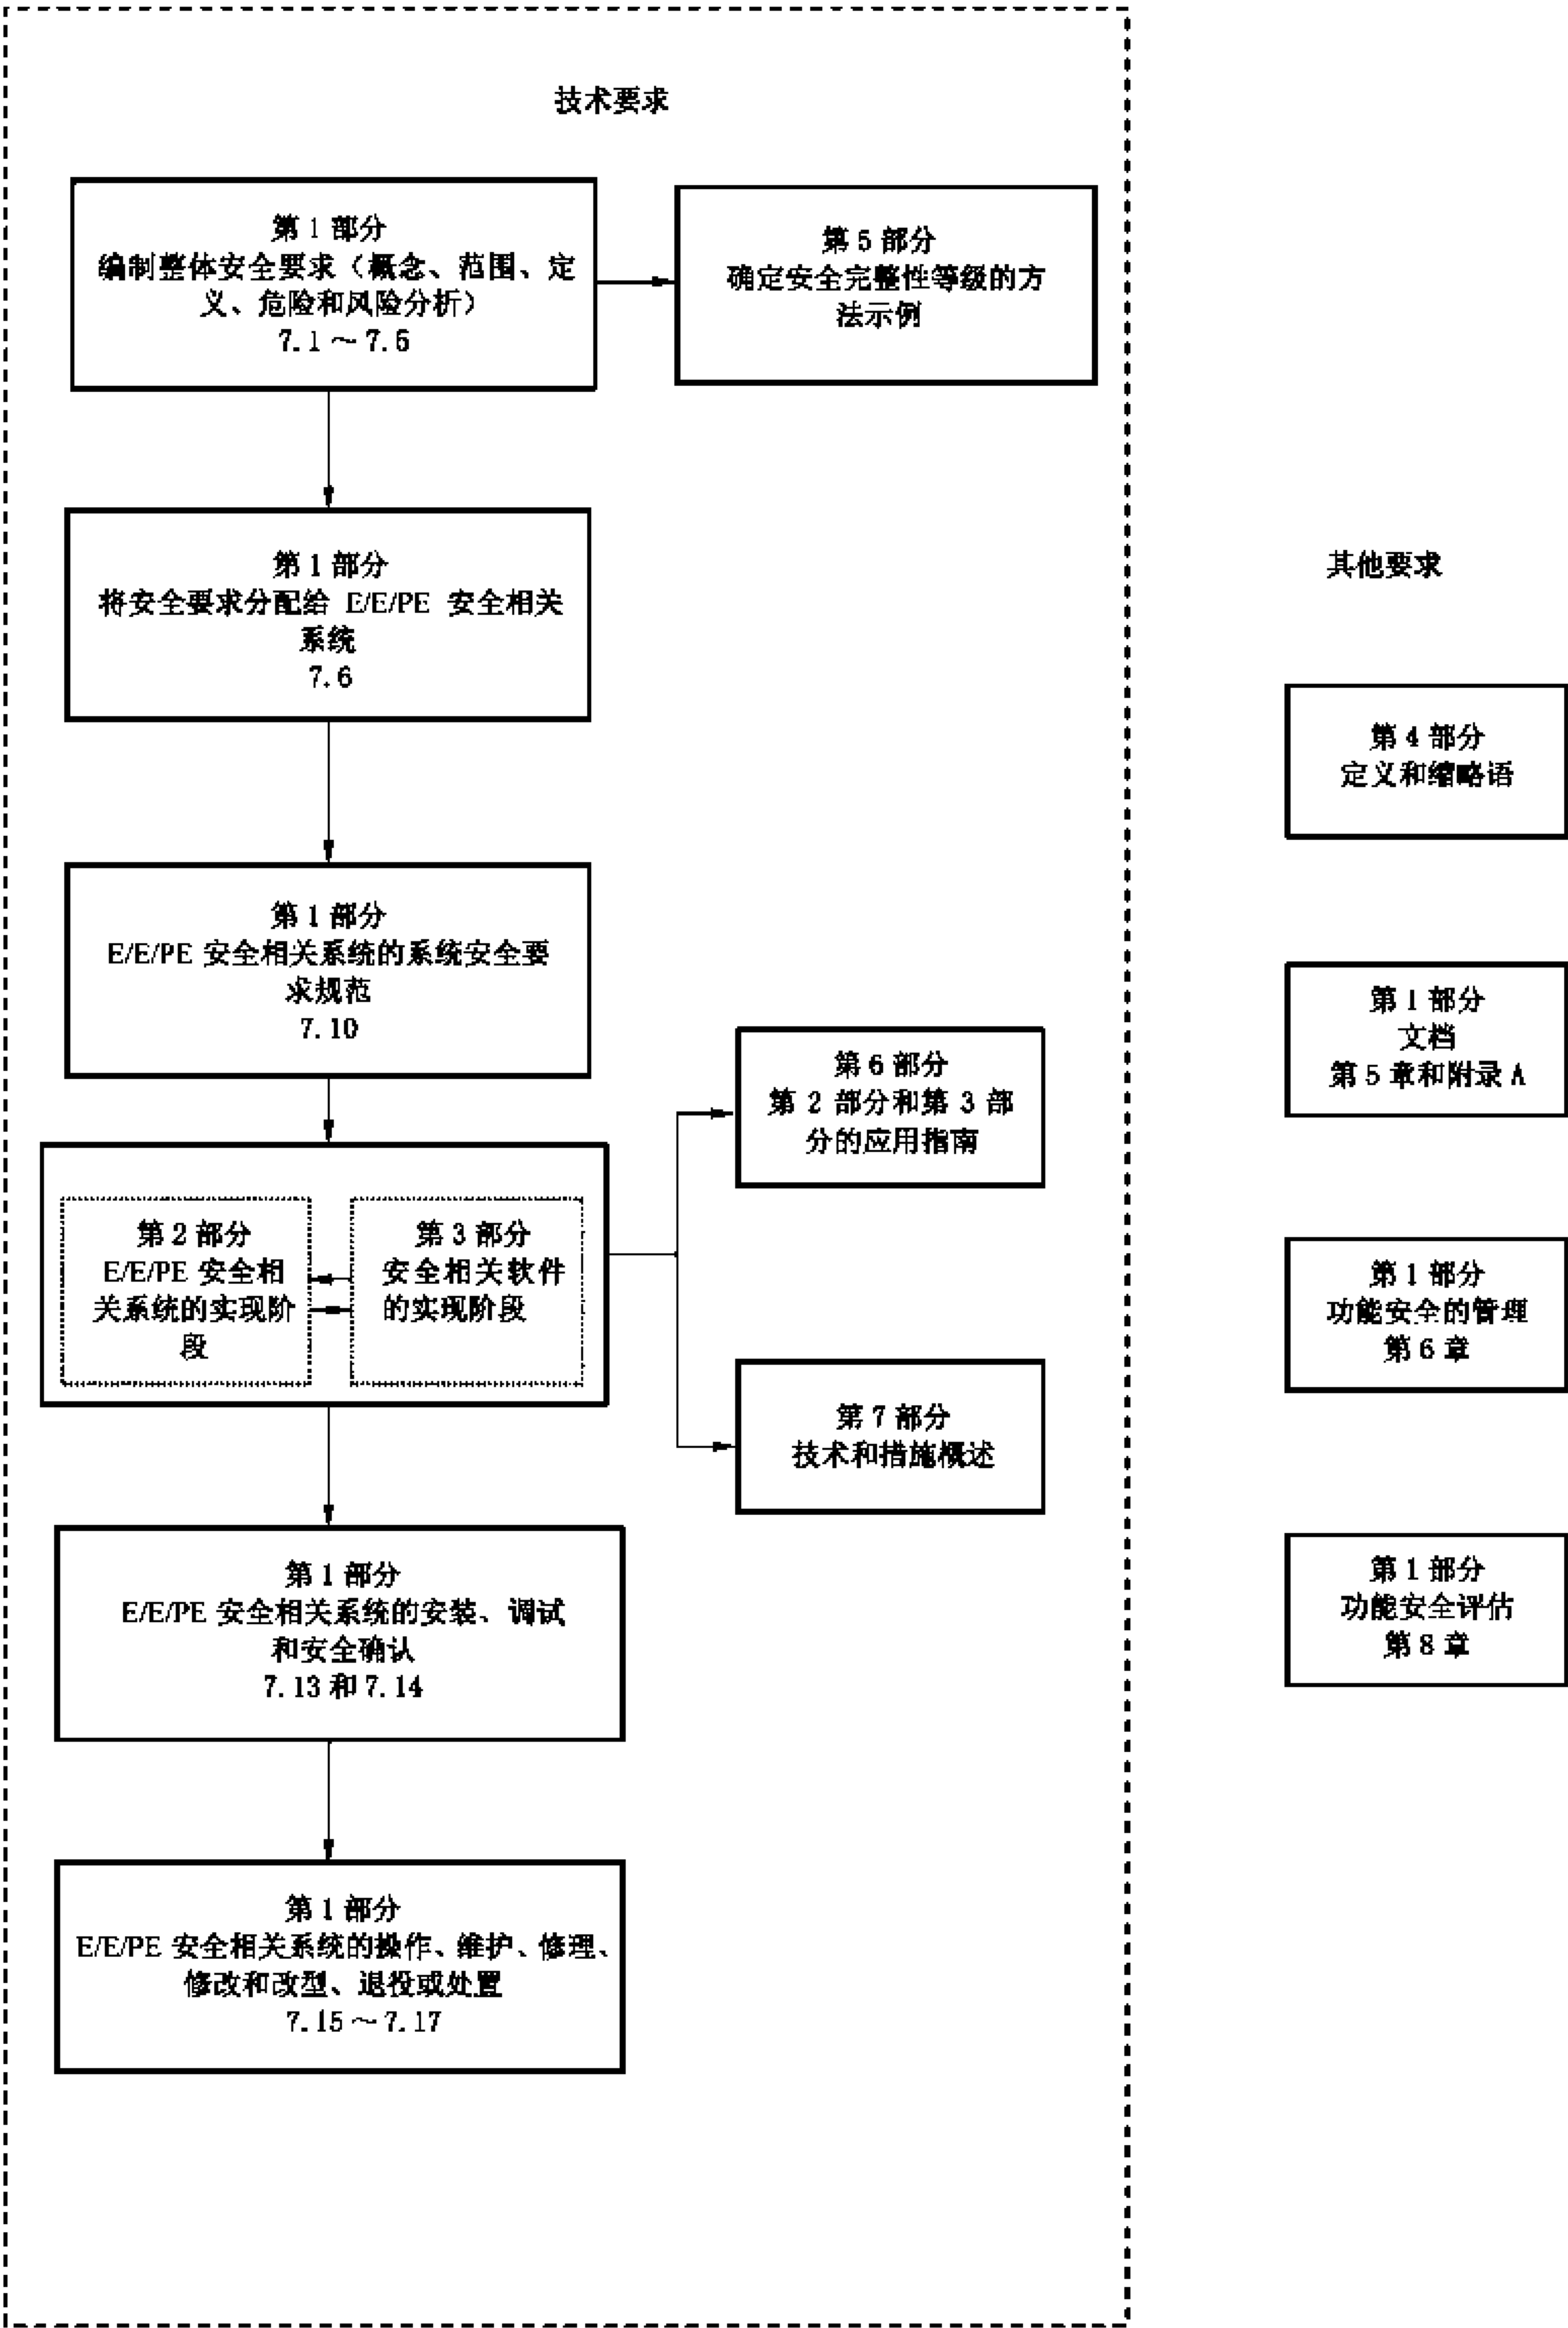 技术要求
第 1 部分
编制整体安全要求（概念、范围、定
义、危险和风险分析）
7.1～7.6
第 5 部分
确定安全完整性等级的方
法示例
第 1 部分
将安全要求分配给 E/E/PE 安全相关
系统
7.6
第 1 部分
E/E/PE 安全相关系统的系统安全要
求规范
7.10
第 2 部分
E/E/PE 安全相
关系统的实现阶
段
第 3 部分
安全相关软件
的实现阶段
第 6 部分
第 2 部分和第 3 部
分的应用指南
第 7 部分
技术和措施概述
第 1 部分
E/E/PE 安全相关系统的安装、调试
和安全确认
7.13 和 7.14
第 1 部分
E/E/PE 安全相关系统的操作、维护、修理、
修改和改型、退役或处置
7.15～7.17
其他要求
第 4 部分
定义和缩略语
第 1 部分
文档
第 5 章和附录 A
第 1 部分
功能安全的管理
第 6 章
第 1 部分
功能安全评估
第 8 章